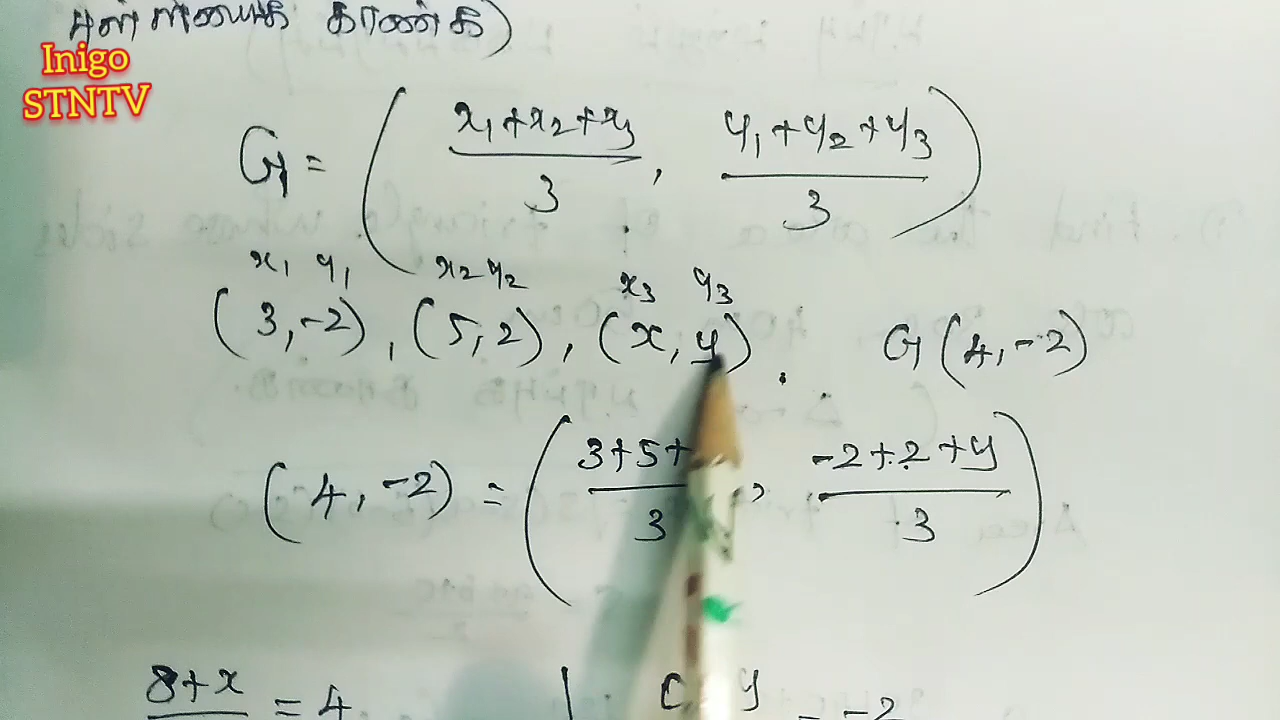 காண்க)
Inigo
STNTV
G = ( x₁+x₂+x₃ / 3 , y₁+y₂+y₃ / 3 )
x₁ y₁ x₂ y₂ x₃ y₃
(3,-2), (5,2), (x,y). G(4,-2)
(4,-2) = ( 3+5+ / 3 , -2+2+y / 3 )
8+x = 4 | y = -2